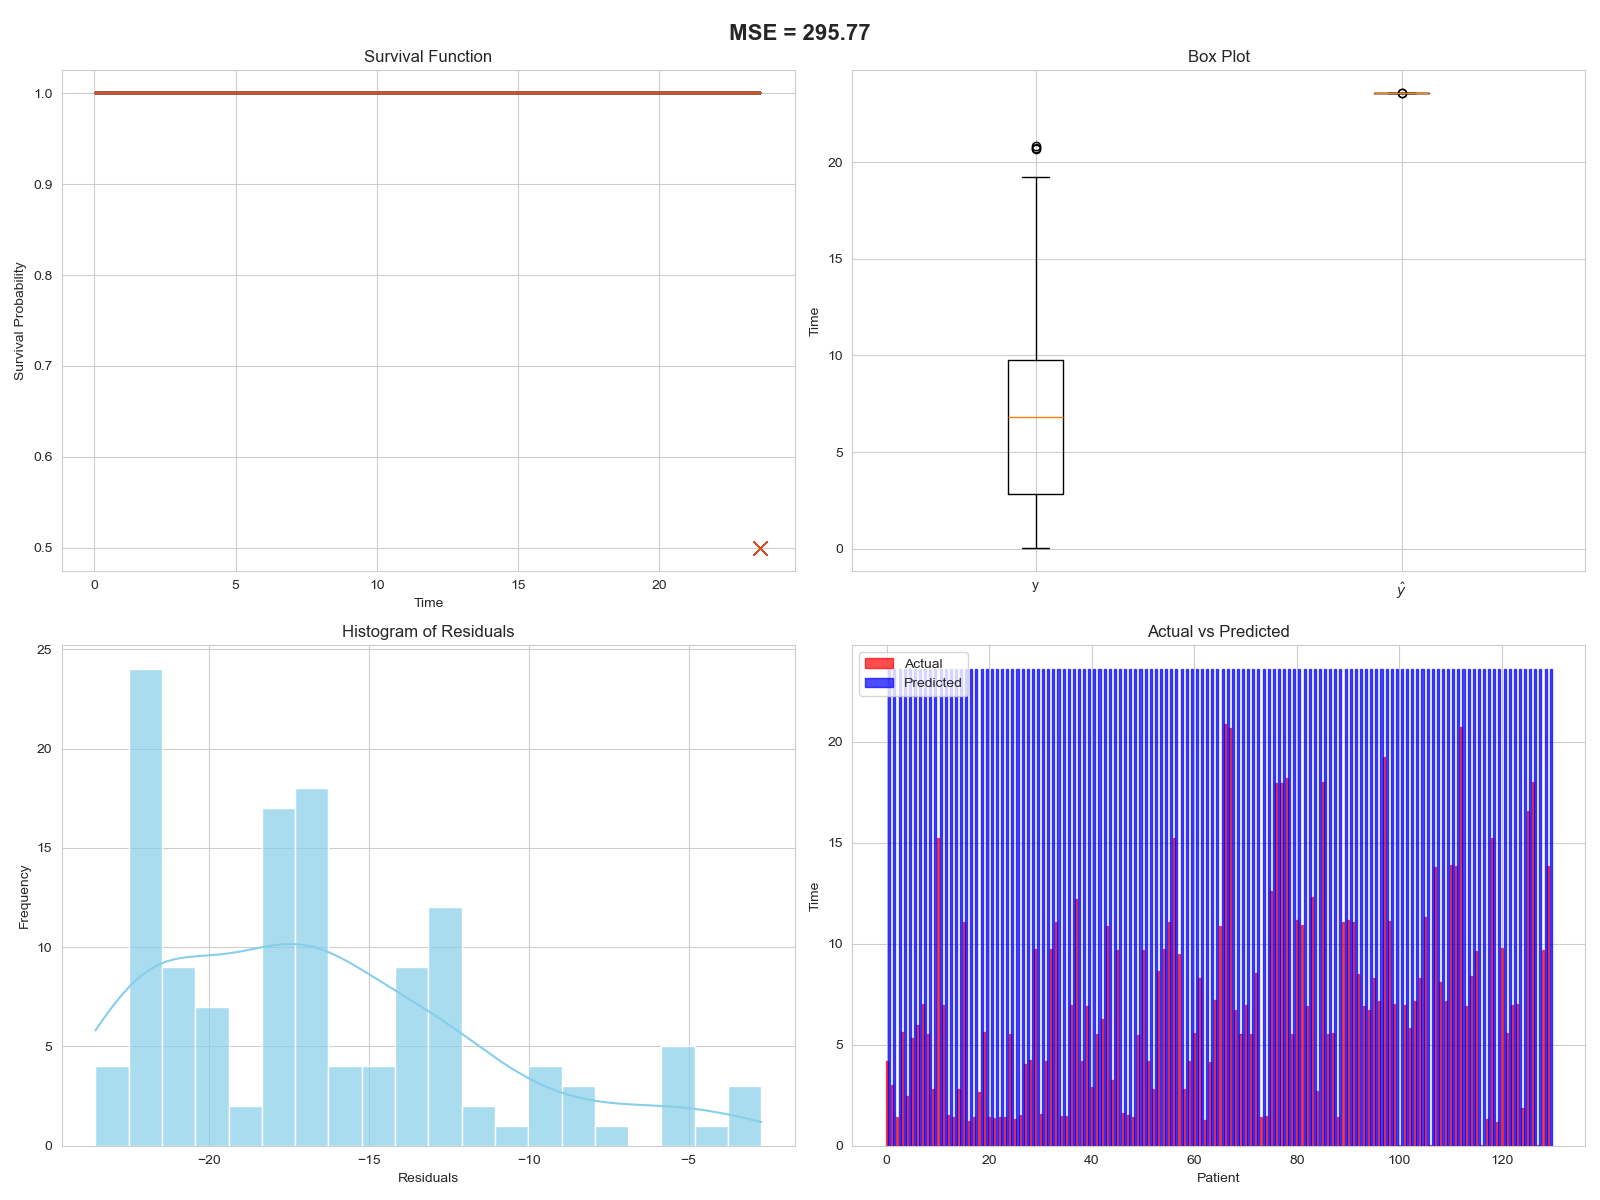 MSE = 295.77
Survival Function
1.0
0.9
0.8
0.7
0.6
0.5
Survival Probability
0 5 10 15 20
Time
Box Plot
20
15
10
5
0
Time
y ŷ
Histogram of Residuals
25
20
15
10
5
0
Frequency
−20 −15 −10 −5
Residuals
Actual vs Predicted
Actual
Predicted
20
15
10
5
0
Time
0 20 40 60 80 100 120
Patient